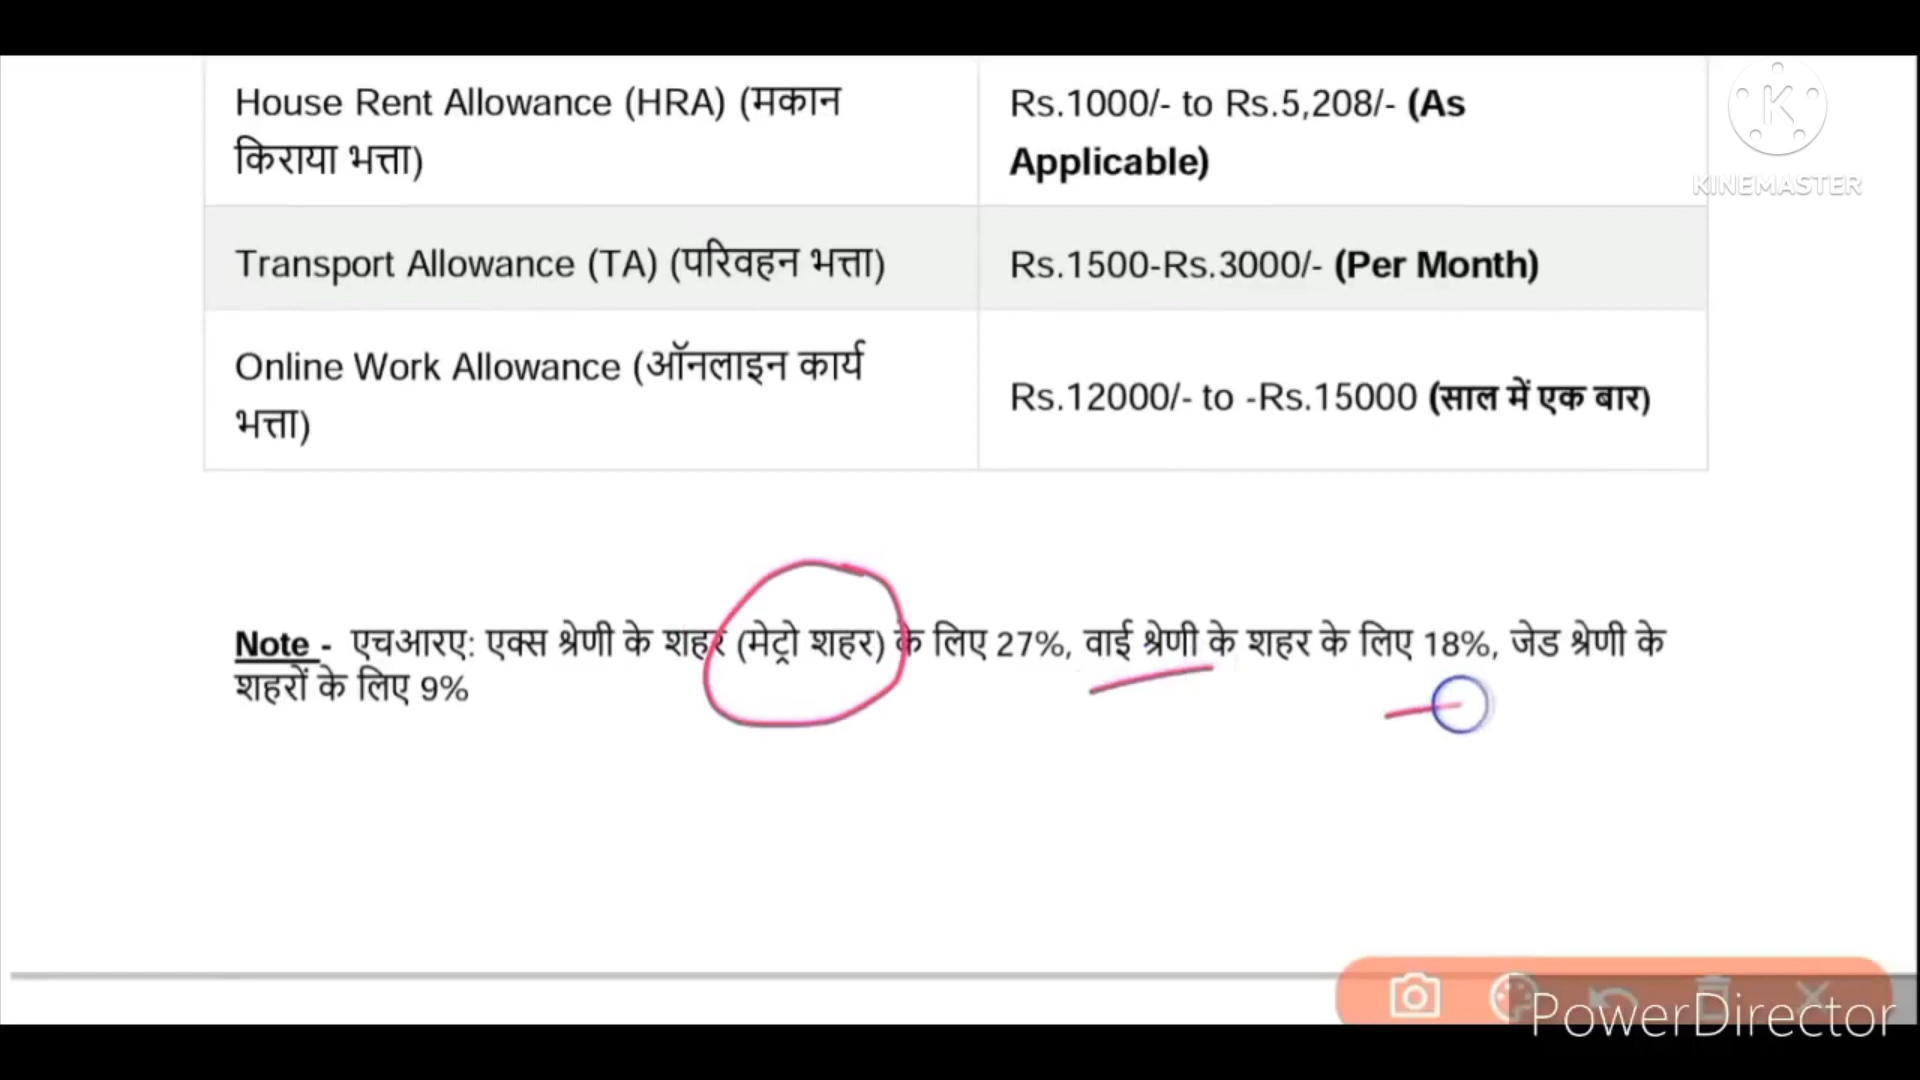 House Rent Allowance (HRA) (मकान
किराया भत्ता)
Rs.1000/- to Rs.5,208/- (As
Applicable)
KINEMASTER
Transport Allowance (TA) (परिवहन भत्ता)
Rs.1500-Rs.3000/- (Per Month)
Online Work Allowance (ऑनलाइन कार्य
भत्ता)
Rs.12000/- to -Rs.15000 (साल में एक बार)
Note - एचआरए: एक्स श्रेणी के शहर (मेट्रो शहर) के लिए 27%, वाई श्रेणी के शहर के लिए 18%, जेड श्रेणी के
शहरों के लिए 9%
PowerDirector